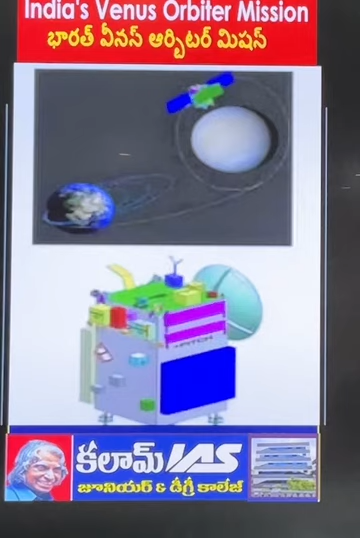 India's Venus Orbiter Mission
భారత్ వీనస్ ఆర్బిటర్ మిషన్
కలామ్ IAS
జూనియర్ & డిగ్రీ కాలేజ్